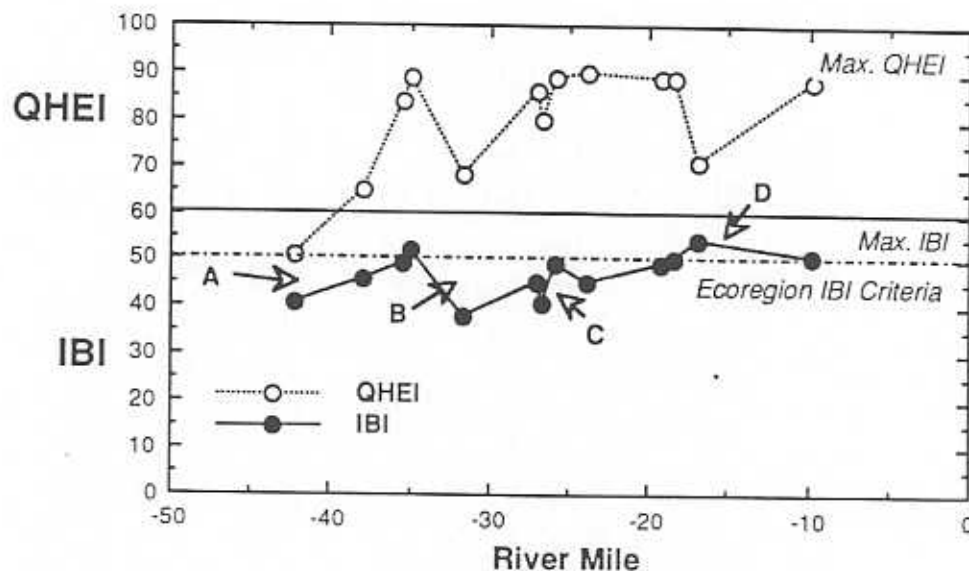 100
90
80
70
60
50
40
30
20
10
0
QHEI
IBI
Max. QHEI
D
Max. IBI
A
B
C
Ecoregion IBI Criteria
QHEI
IBI
-50
-40
-30
-20
-10
0
River Mile